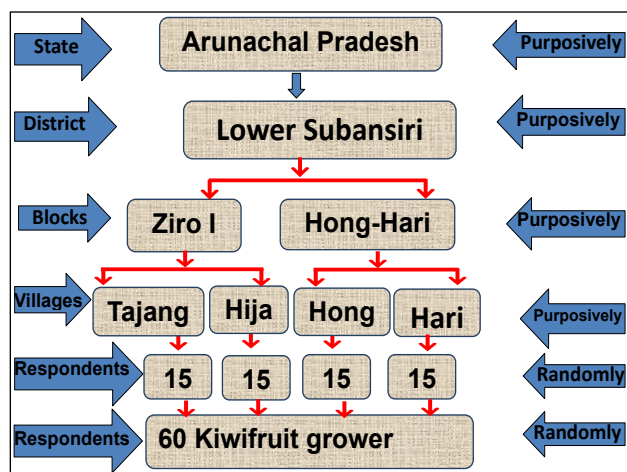 State Arunachal Pradesh Purposively
District Lower Subansiri Purposively
Blocks Ziro I Hong-Hari Purposively
Villages Tajang Hija Hong Hari Purposively
Respondents 15 15 15 15 Randomly
Respondents 60 Kiwifruit grower Randomly